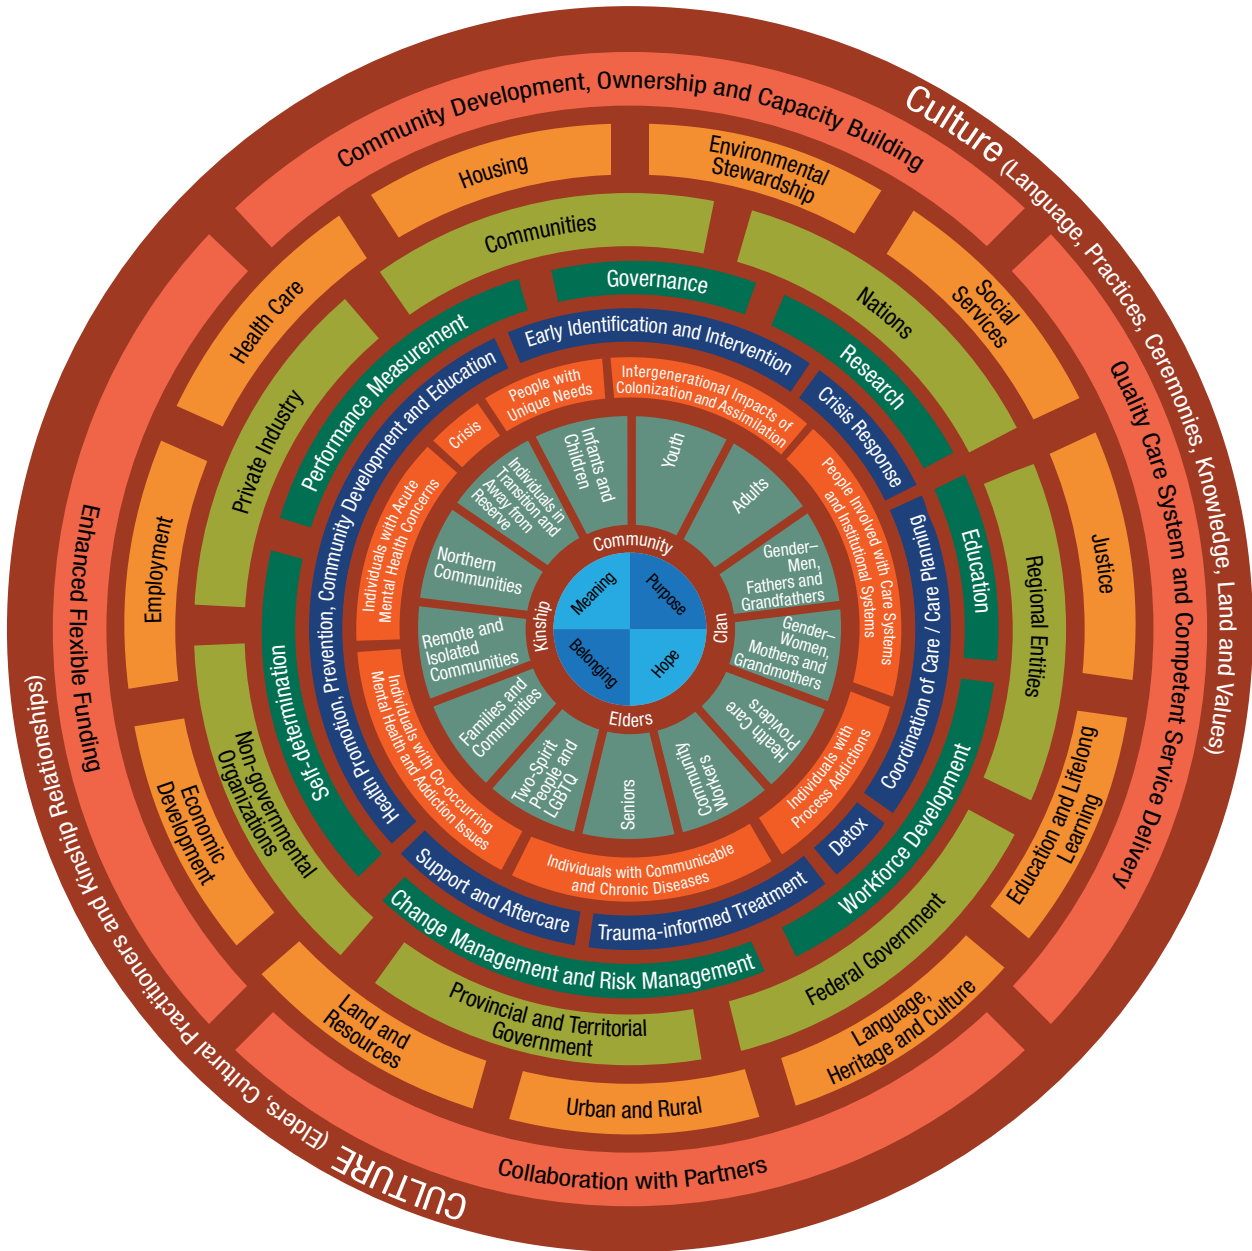 Culture (Language, Practices, Ceremonies, Knowledge, Land and Values)
CULTURE (Elders, Cultural Practitioners and Kinship Relationships)
Community Development, Ownership and Capacity Building
Quality Care System and Competent Service Delivery
Collaboration with Partners
Enhanced Flexible Funding
Housing
Environmental
Stewardship
Social
Services
Justice
Education and Lifelong
Learning
Language,
Heritage and Culture
Urban and Rural
Land and
Resources
Economic
Development
Employment
Health Care
Communities
Nations
Regional Entities
Federal Government
Provincial and Territorial
Government
Non-governmental
Organizations
Private Industry
Governance
Research
Education
Workforce Development
Change Management and Risk Management
Self-determination
Performance Measurement
Early Identification and Intervention
Crisis Response
Coordination of Care / Care Planning
Detox
Trauma-informed Treatment
Support and Aftercare
Health Promotion, Prevention, Community Development and Education
People with
Unique Needs
Intergenerational Impacts of
Colonization and Assimilation
People Involved with Care Systems
and Institutional Systems
Individuals with
Process Addictions
Individuals with Communicable
and Chronic Diseases
Individuals with Co-occurring
Mental Health and Addiction Issues
Individuals with Acute
Mental Health Concerns
Crisis
Infants and
Children
Youth
Adults
Gender–
Men,
Fathers and
Grandfathers
Gender–
Women,
Mothers and
Grandmothers
Health Care
Providers
Community
Workers
Seniors
Two-Spirit
People and
LGBTQ
Families and
Communities
Remote and
Isolated
Communities
Northern
Communities
Individuals in
Transition and
Away from
Reserve
Community
Clan
Elders
Kinship
Meaning
Purpose
Hope
Belonging